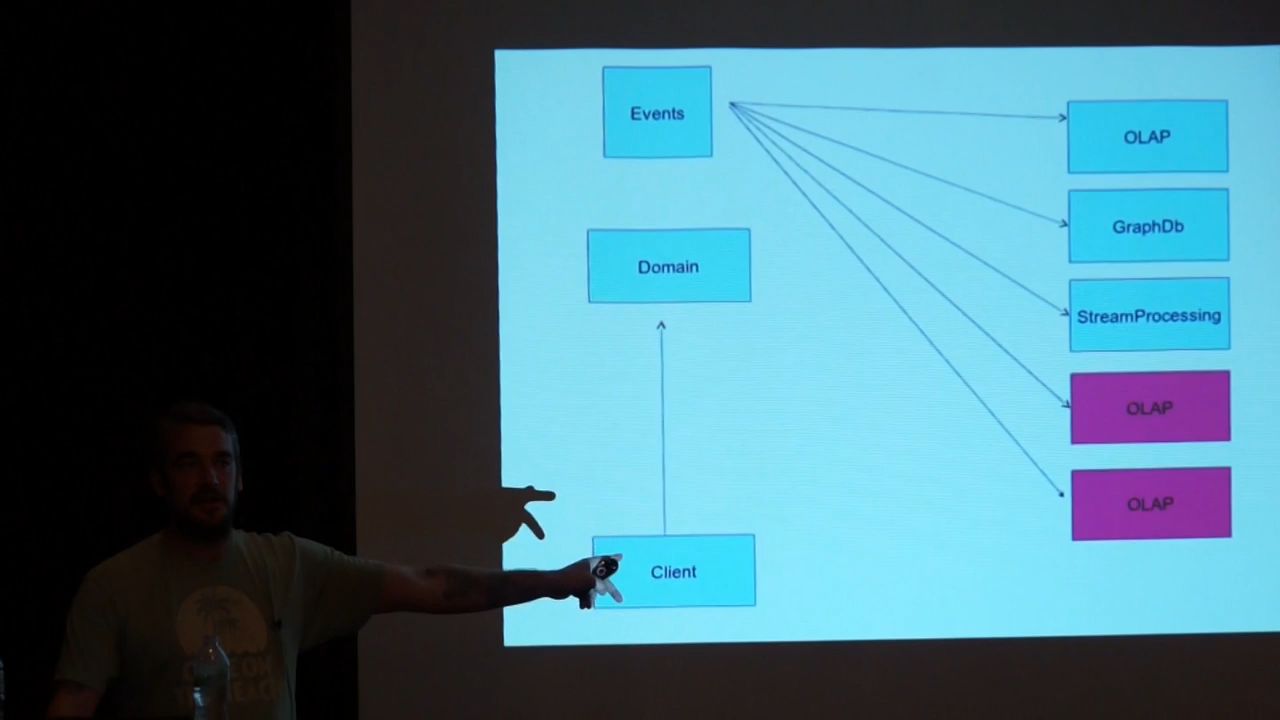 Events
OLAP
GraphDb
Domain
StreamProcessing
OLAP
OLAP
Client